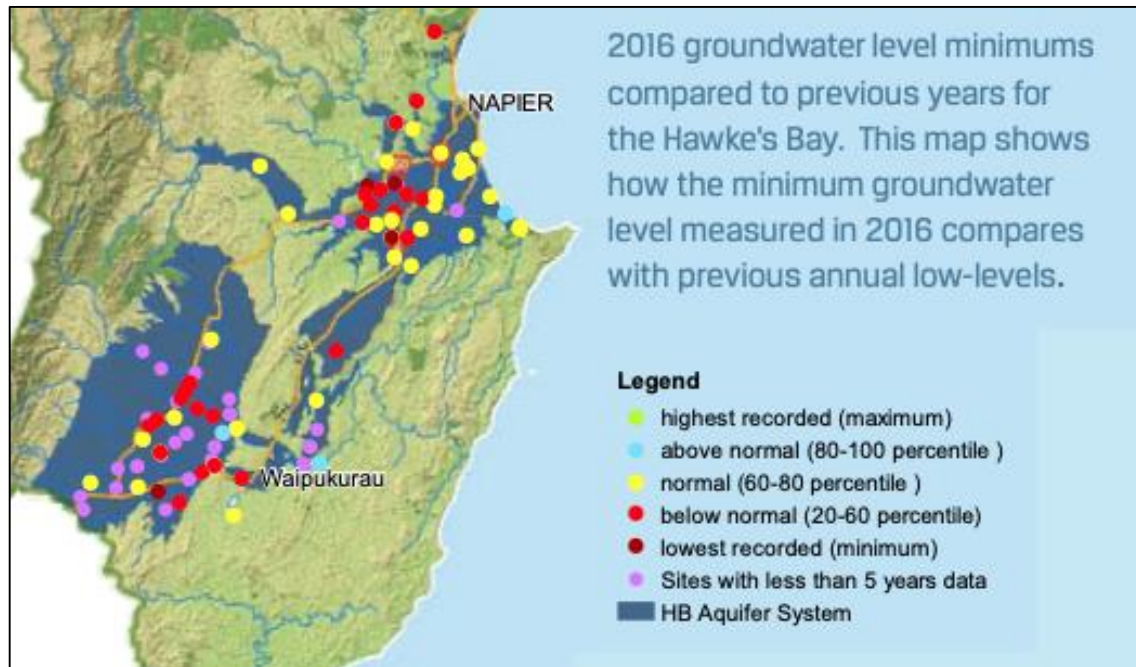 2016 groundwater level minimums
compared to previous years for
the Hawke's Bay. This map shows
how the minimum groundwater
level measured in 2016 compares
with previous annual low-levels.
NAPIER
Waipukurau
Legend
highest recorded (maximum)
above normal (80-100 percentile )
normal (60-80 percentile )
below normal (20-60 percentile)
lowest recorded (minimum)
Sites with less than 5 years data
HB Aquifer System